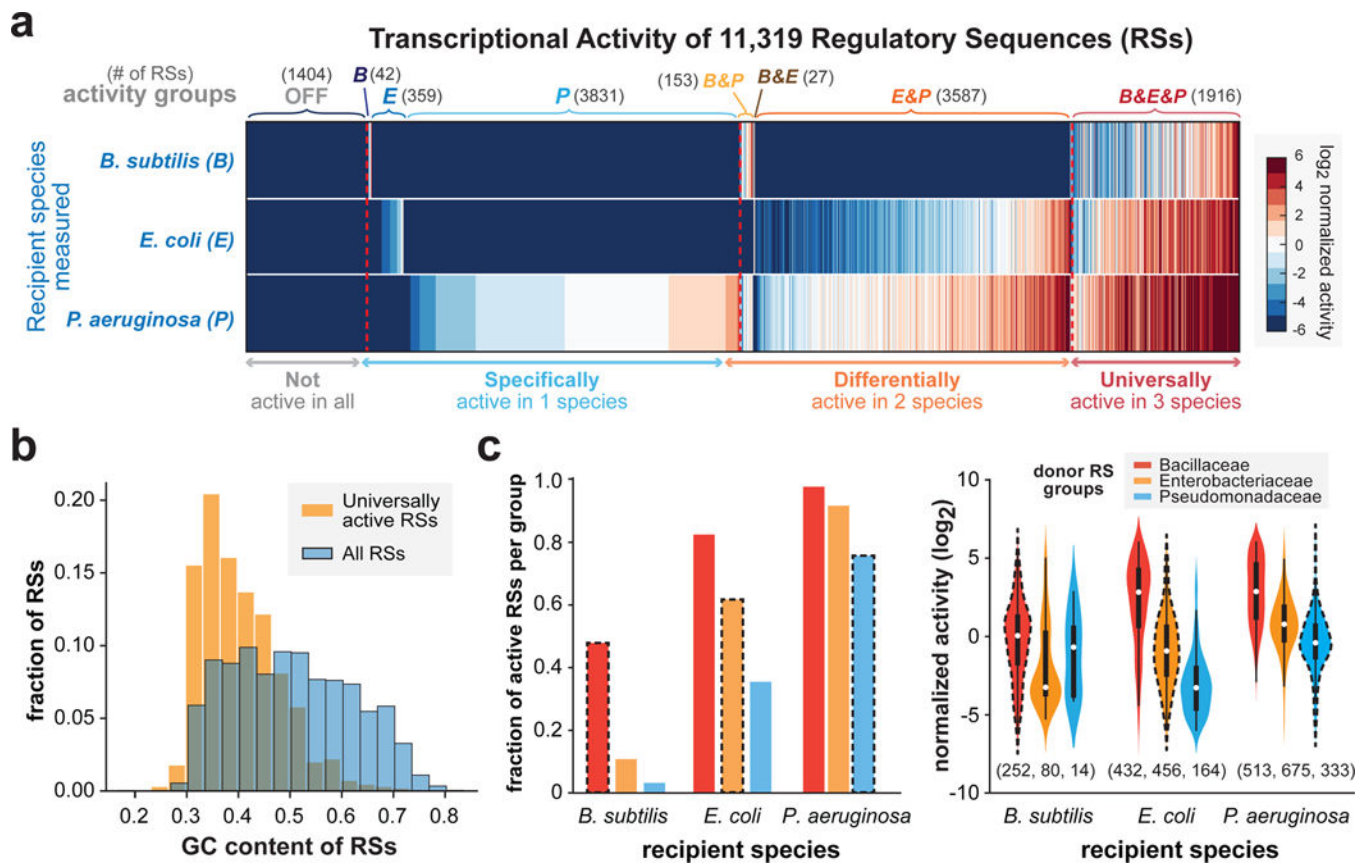 a
Transcriptional Activity of 11,319 Regulatory Sequences (RSs)
(# of RSs)
activity groups
(1404)
OFF
B (42)
E (359)
P (3831)
(153) B&P
B&E (27)
E&P (3587)
B&E&P (1916)
Recipient species
measured
B. subtilis (B)
E. coli (E)
P. aeruginosa (P)
6
4
2
0
-2
-4
-6
log2 normalized activity
Not
active in all
Specifically
active in 1 species
Differentially
active in 2 species
Universally
active in 3 species
b
fraction of RSs
0.20
0.15
0.10
0.05
0.00
Universally
active RSs
All RSs
0.2 0.3 0.4 0.5 0.6 0.7 0.8
GC content of RSs
c
fraction of active RSs per group
1.0
0.8
0.6
0.4
0.2
0
B. subtilis E. coli P. aeruginosa
recipient species
donor RS
groups
Bacillaceae
Enterobacteriaceae
Pseudomonadaceae
normalized activity (log2)
10
5
0
-5
-10
(252, 80, 14) (432, 456, 164) (513, 675, 333)
B. subtilis E. coli P. aeruginosa
recipient species